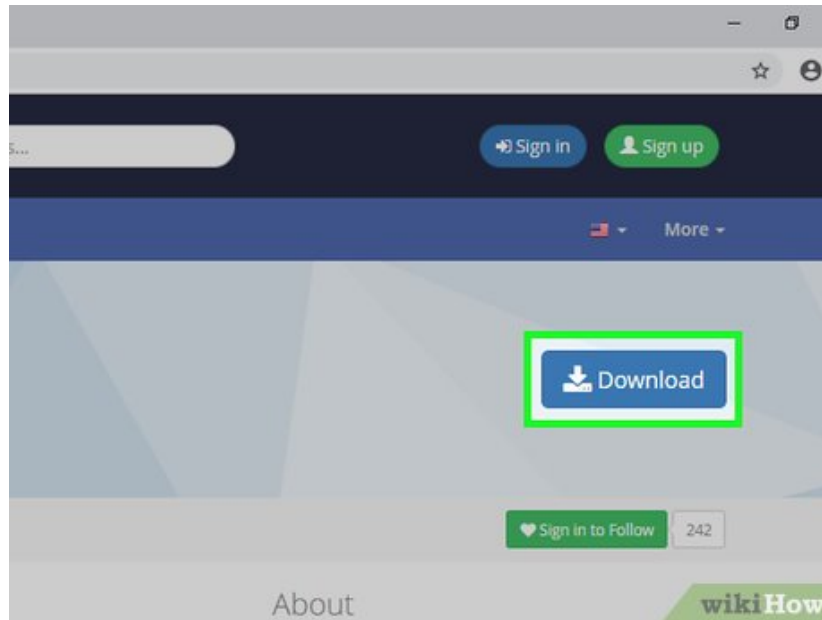 s...
Sign in
Sign up
More
Download
Sign in to Follow
242
About
wikiHow